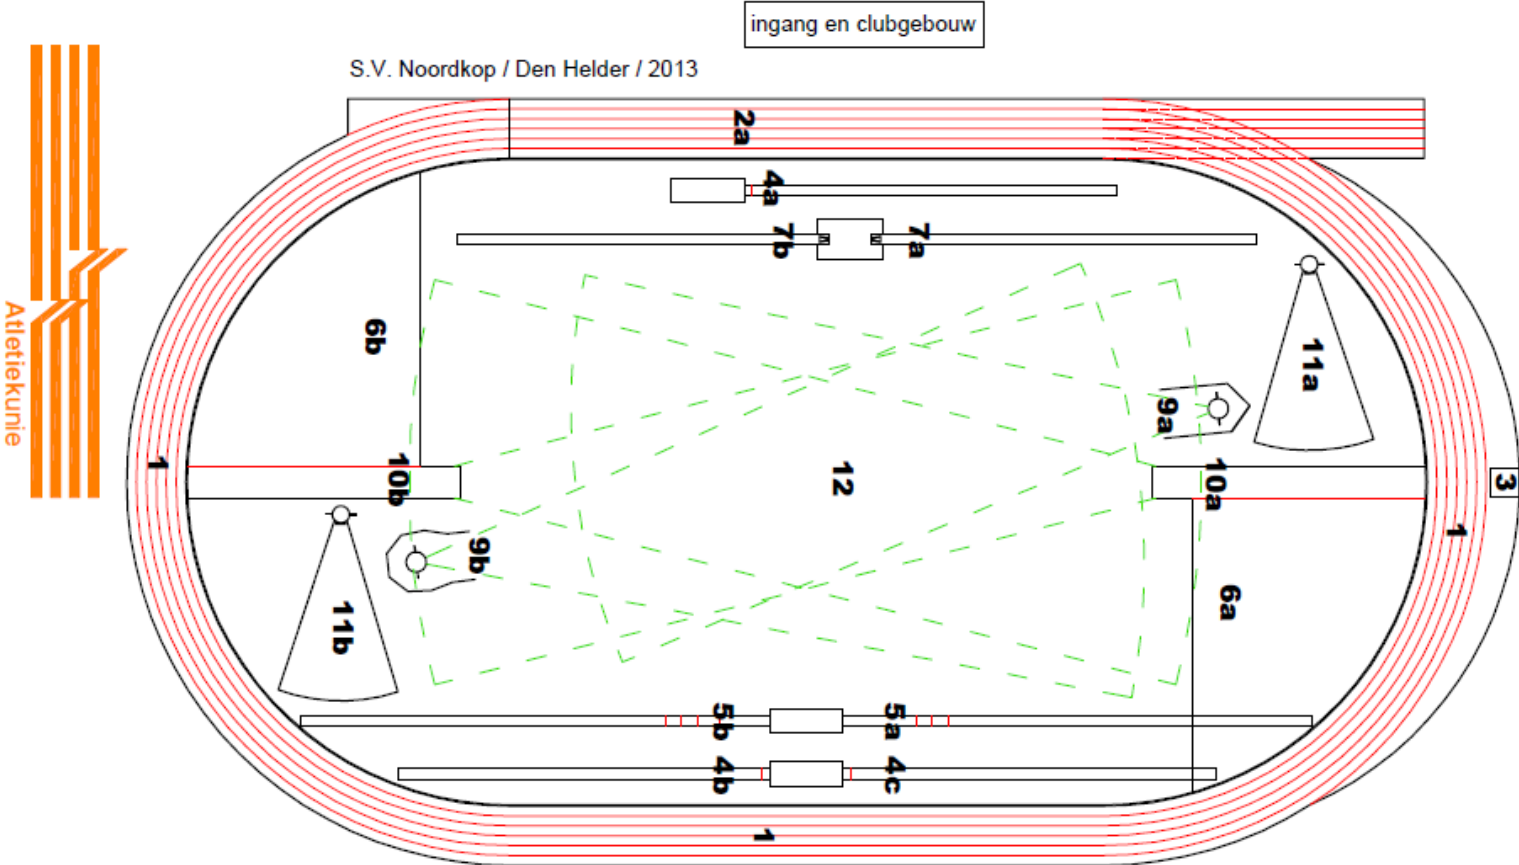 ingang en clubgebouw
S.V. Noordkop / Den Helder / 2013
Atletiekunie
2a
4a
7b
7a
6b
11a
9a
1
10b
12
10a
3
1
9b
6a
11b
5b
5a
4b
4c
1